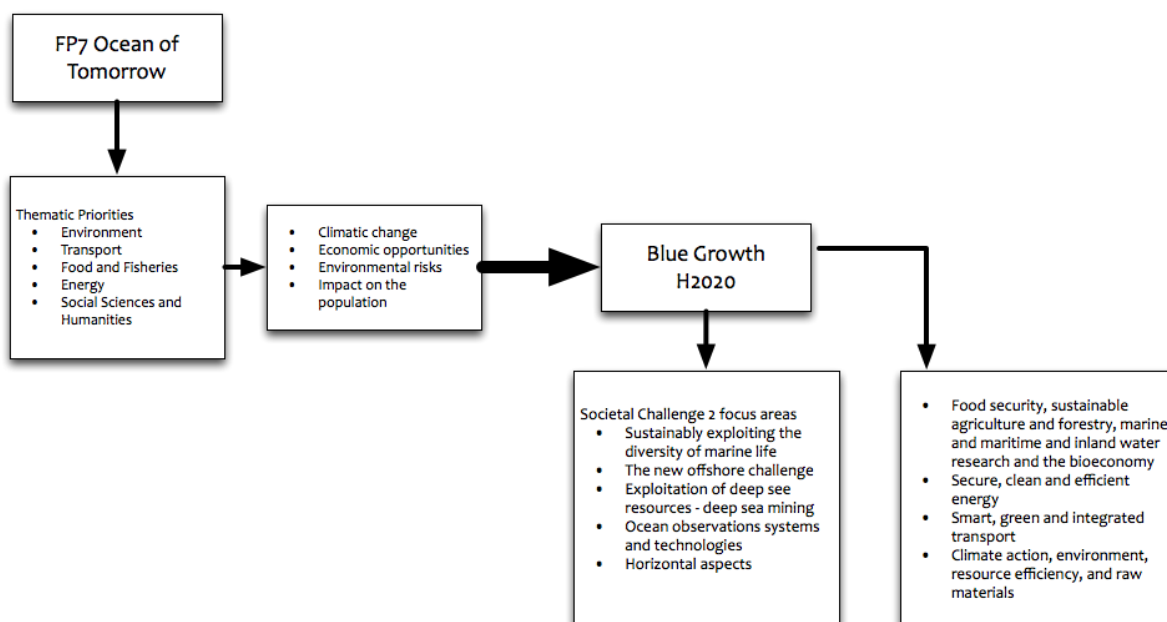 FP7 Ocean of
Tomorrow
Thematic Priorities
• Environment
• Transport
• Food and Fisheries
• Energy
• Social Sciences and
Humanities
• Climatic change
• Economic opportunities
• Environmental risks
• Impact on the
population
Blue Growth
H2020
Societal Challenge 2 focus areas
• Sustainably exploiting the
diversity of marine life
• The new offshore challenge
• Exploitation of deep see
resources - deep sea mining
• Ocean observations systems
and technologies
• Horizontal aspects
• Food security, sustainable
agriculture and forestry, marine
and maritime and inland water
research and the bioeconomy
• Secure, clean and efficient
energy
• Smart, green and integrated
transport
• Climate action, environment,
resource efficiency, and raw
materials